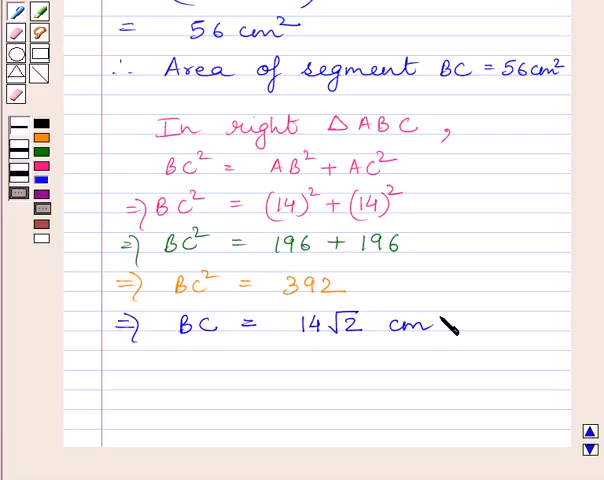 = 56 cm²
∴ Area of segment BC = 56cm²
In right △ ABC ,
BC² = AB² + AC²
⇒ BC² = (14)² + (14)²
⇒ BC² = 196 + 196
⇒ BC² = 392
⇒ BC = 14√2 cm